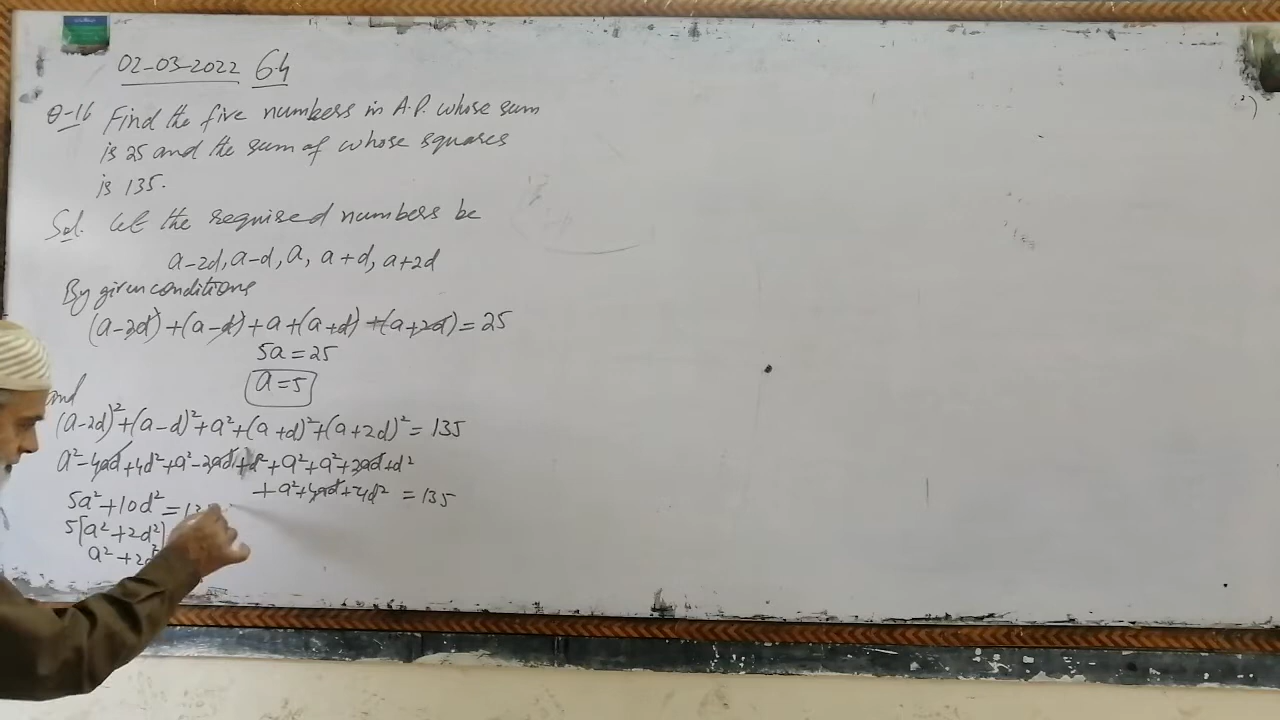 02-03-2022 6.4
Q-16 Find the five numbers in A.P. whose sum
is 25 and the sum of whose squares
is 135.
Sol. Let the required numbers be
a-2d, a-d, a, a+d, a+2d
By given conditions
(a-2d)+(a-d)+a+(a+d)+(a+2d)=25
5a=25
a=5
and
(a-2d)²+(a-d)²+a²+(a+d)²+(a+2d)²=135
a²-4ad+4d²+a²-2ad+d²+a²+a²+2ad+d²
+a²+4ad+4d²=135
5a²+10d²=13
5[a²+2d²]
a²+2d²